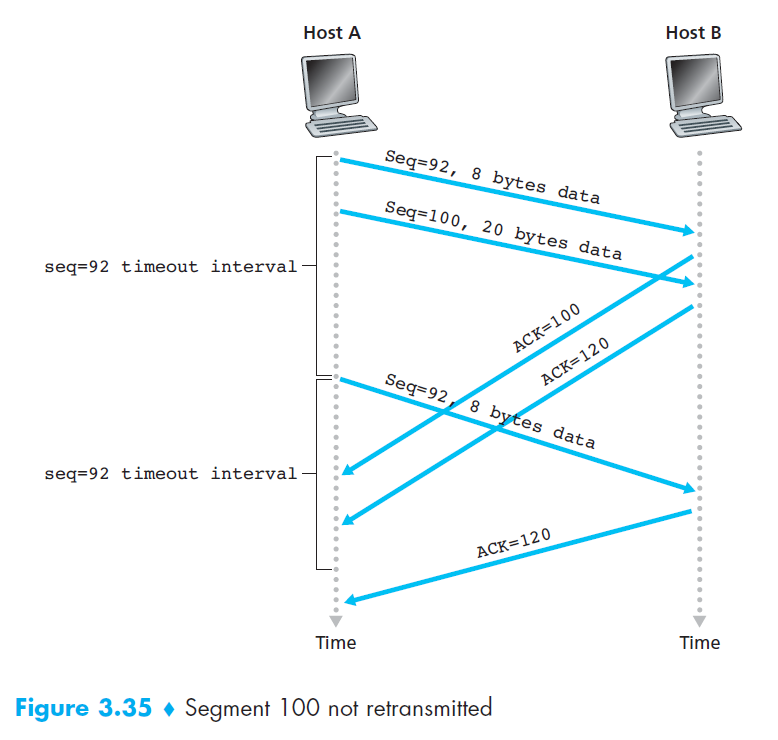 Host A
Host B
Seq=92, 8 bytes data
Seq=100, 20 bytes data
seq=92 timeout interval
ACK=100
ACK=120
Seq=92, 8 bytes data
seq=92 timeout interval
ACK=120
Time
Time
Figure 3.35 ♦ Segment 100 not retransmitted